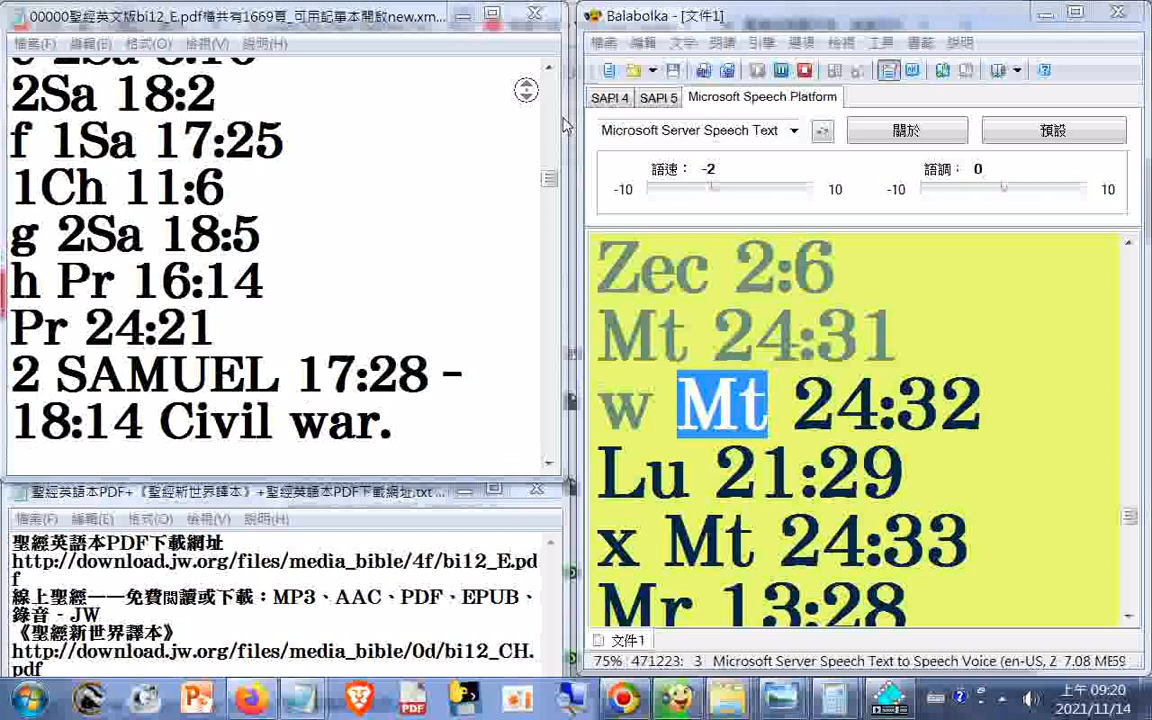 00000聖經英文版bi12_E.pdf檔共有1669頁_可用記事本開啟new.xm...
檔案(F) 編輯(E) 格式(O) 檢視(V) 說明(H)
2Sa 18:2
f 1Sa 17:25
1Ch 11:6
g 2Sa 18:5
h Pr 16:14
Pr 24:21
2 SAMUEL 17:28 –
18:14 Civil war.
聖經英語本PDF+《聖經新世界譯本》+聖經英語本PDF下載網址.txt ...
檔案(F) 編輯(E) 格式(O) 檢視(V) 說明(H)
聖經英語本PDF下載網址
http://download.jw.org/files/media_bible/4f/bi12_E.pd
f
線上聖經——免費閱讀或下載：MP3、AAC、PDF、EPUB、
錄音 - JW
《聖經新世界譯本》
http://download.jw.org/files/media_bible/0d/bi12_CH.
pdf
Balabolka - [文件1]
檔案 編輯 文字 朗讀 引擎 選項 檢視 工具 書籤 說明
SAPI 4 SAPI 5 Microsoft Speech Platform
Microsoft Server Speech Text 關於 預設
語速： -2 語調： 0
-10 10 -10 10
Zec 2:6
Mt 24:31
w Mt 24:32
Lu 21:29
x Mt 24:33
Mr 13:28
文件1
75% 471223: 3 Microsoft Server Speech Text to Speech Voice (en-US, Z 7.08 ME59
上午 09:20
2021/11/14